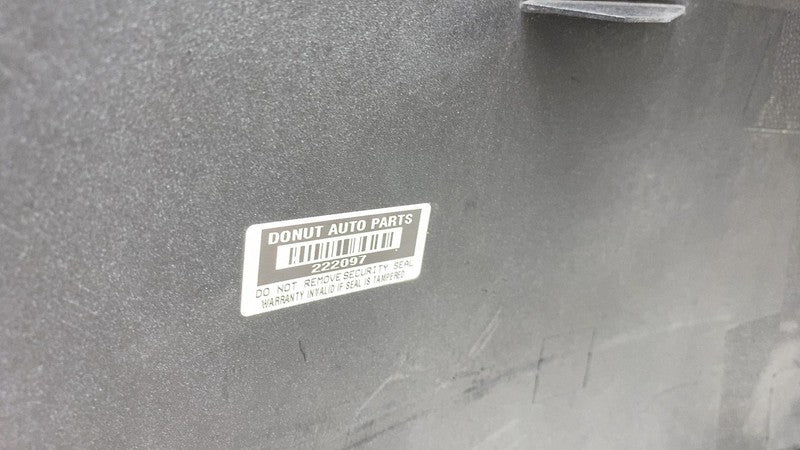 DONUT AUTO PARTS
222097
DO NOT REMOVE SECURITY SEAL
WARRANTY INVALID IF SEAL IS TAMPERED